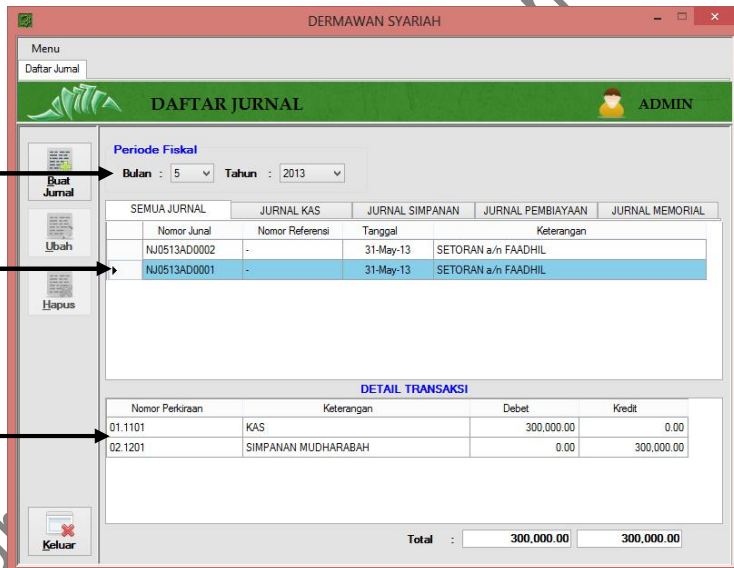 DERMAWAN SYARIAH
Menu
Daftar Jurnal
DAFTAR JURNAL
ADMIN
Buat Jurnal
Ubah
Hapus
Keluar
Periode Fiskal
Bulan : 5 Tahun : 2013
SEMUA JURNAL JURNAL KAS JURNAL SIMPANAN JURNAL PEMBIAYAAN JURNAL MEMORIAL
Nomor Junal Nomor Referensi Tanggal Keterangan
NJ0513AD0002 - 31-May-13 SETORAN a/n FAADHIL
NJ0513AD0001 - 31-May-13 SETORAN a/n FAADHIL
DETAIL TRANSAKSI
Nomor Perkiraan Keterangan Debet Kredit
01.1101 KAS 300,000.00 0.00
02.1201 SIMPANAN MUDHARABAH 0.00 300,000.00
Total : 300,000.00 300,000.00